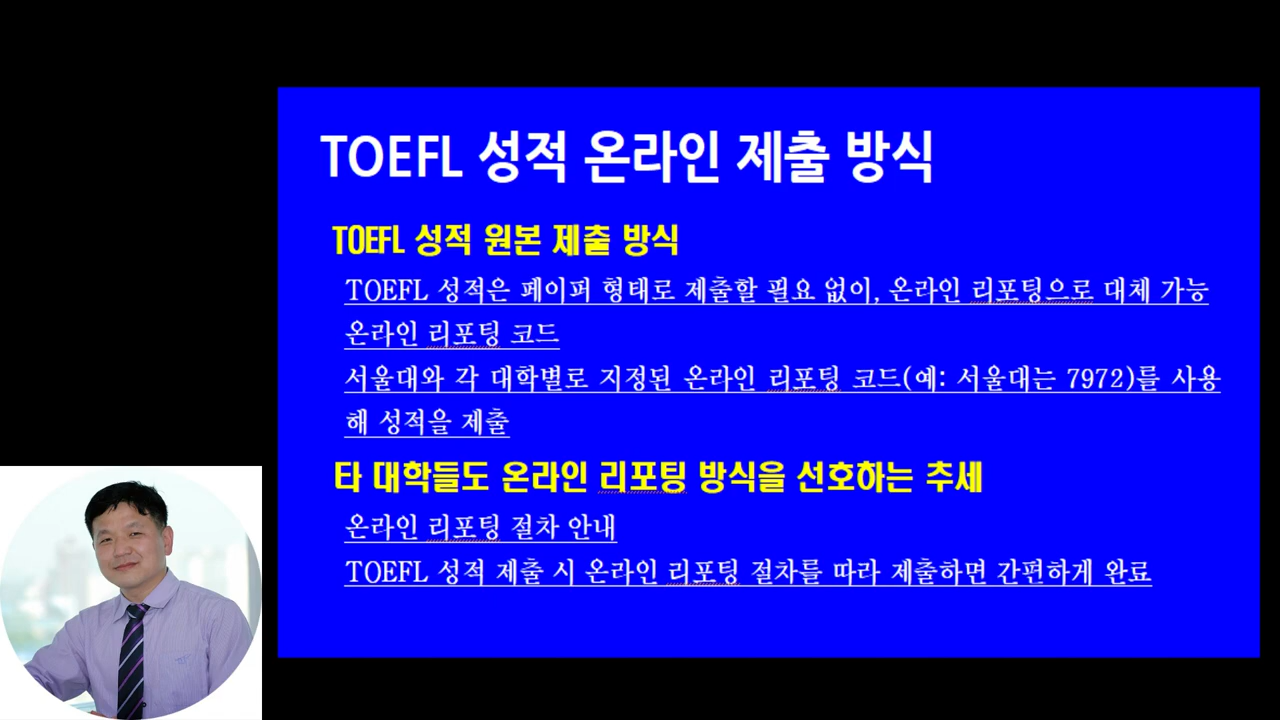 TOEFL 성적 온라인 제출 방식
TOEFL 성적 원본 제출 방식
TOEFL 성적은 페이퍼 형태로 제출할 필요 없이, 온라인 리포팅으로 대체 가능
온라인 리포팅 코드
서울대와 각 대학별로 지정된 온라인 리포팅 코드(예: 서울대는 7972)를 사용
해 성적을 제출
타 대학들도 온라인 리포팅 방식을 선호하는 추세
온라인 리포팅 절차 안내
TOEFL 성적 제출 시 온라인 리포팅 절차를 따라 제출하면 간편하게 완료